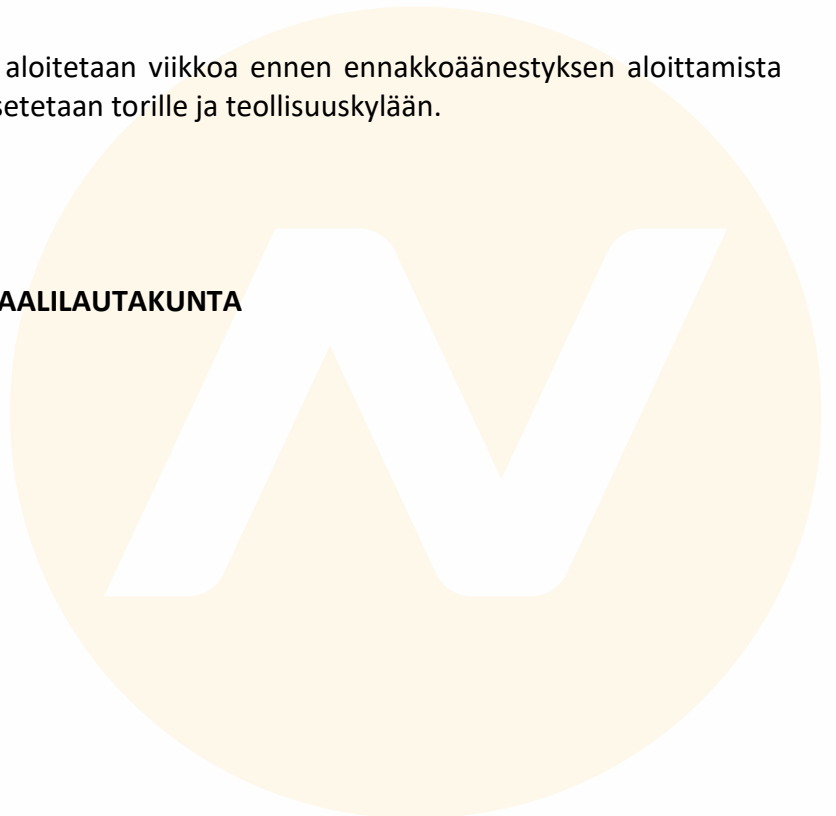 aloitetaan viikkoa ennen ennakkoäänestyksen aloittamista
setetaan torille ja teollisuuskylään.
AALILAUTAKUNTA